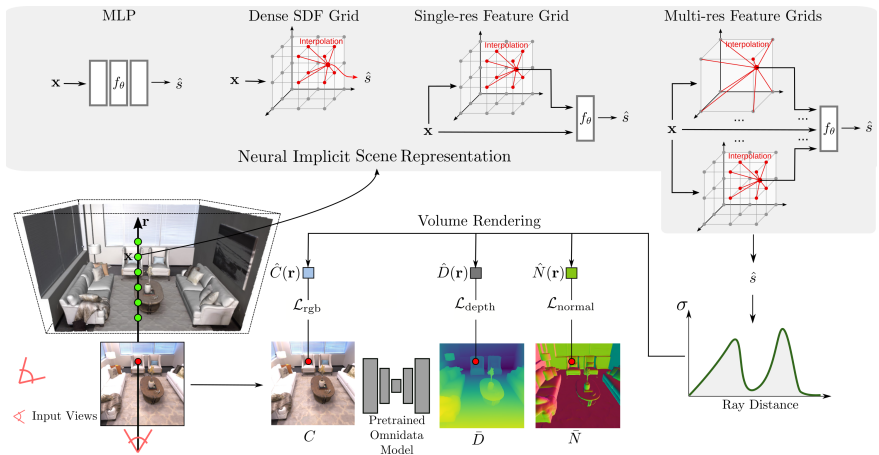 MLP
Dense SDF Grid
Single-res Feature Grid
Multi-res Feature Grids
Interpolation
Interpolation
Interpolation
x
f_θ
ŝ
x
ŝ
x
f_θ
ŝ
...
...
x
f_θ
ŝ
...
...
Interpolation
Neural Implicit Scene Representation
r
x
Volume Rendering
Ĉ(r)
D̂(r)
N̂(r)
ŝ
L_rgb
L_depth
L_normal
σ
Input Views
Ray Distance
C
Pretrained
Omnidata
Model
D̄
N̄